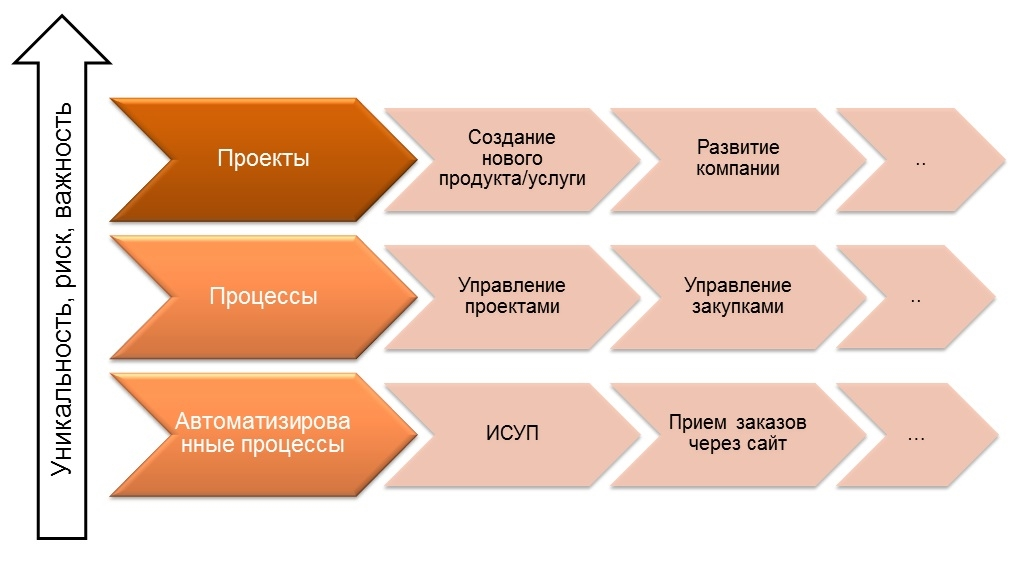 Уникальность, риск, важность
Проекты
Создание
нового
продукта/услуги
Развитие
компании
..
Процессы
Управление
проектами
Управление
закупками
..
Автоматизирова
нные процессы
ИСУП
Прием заказов
через сайт
...